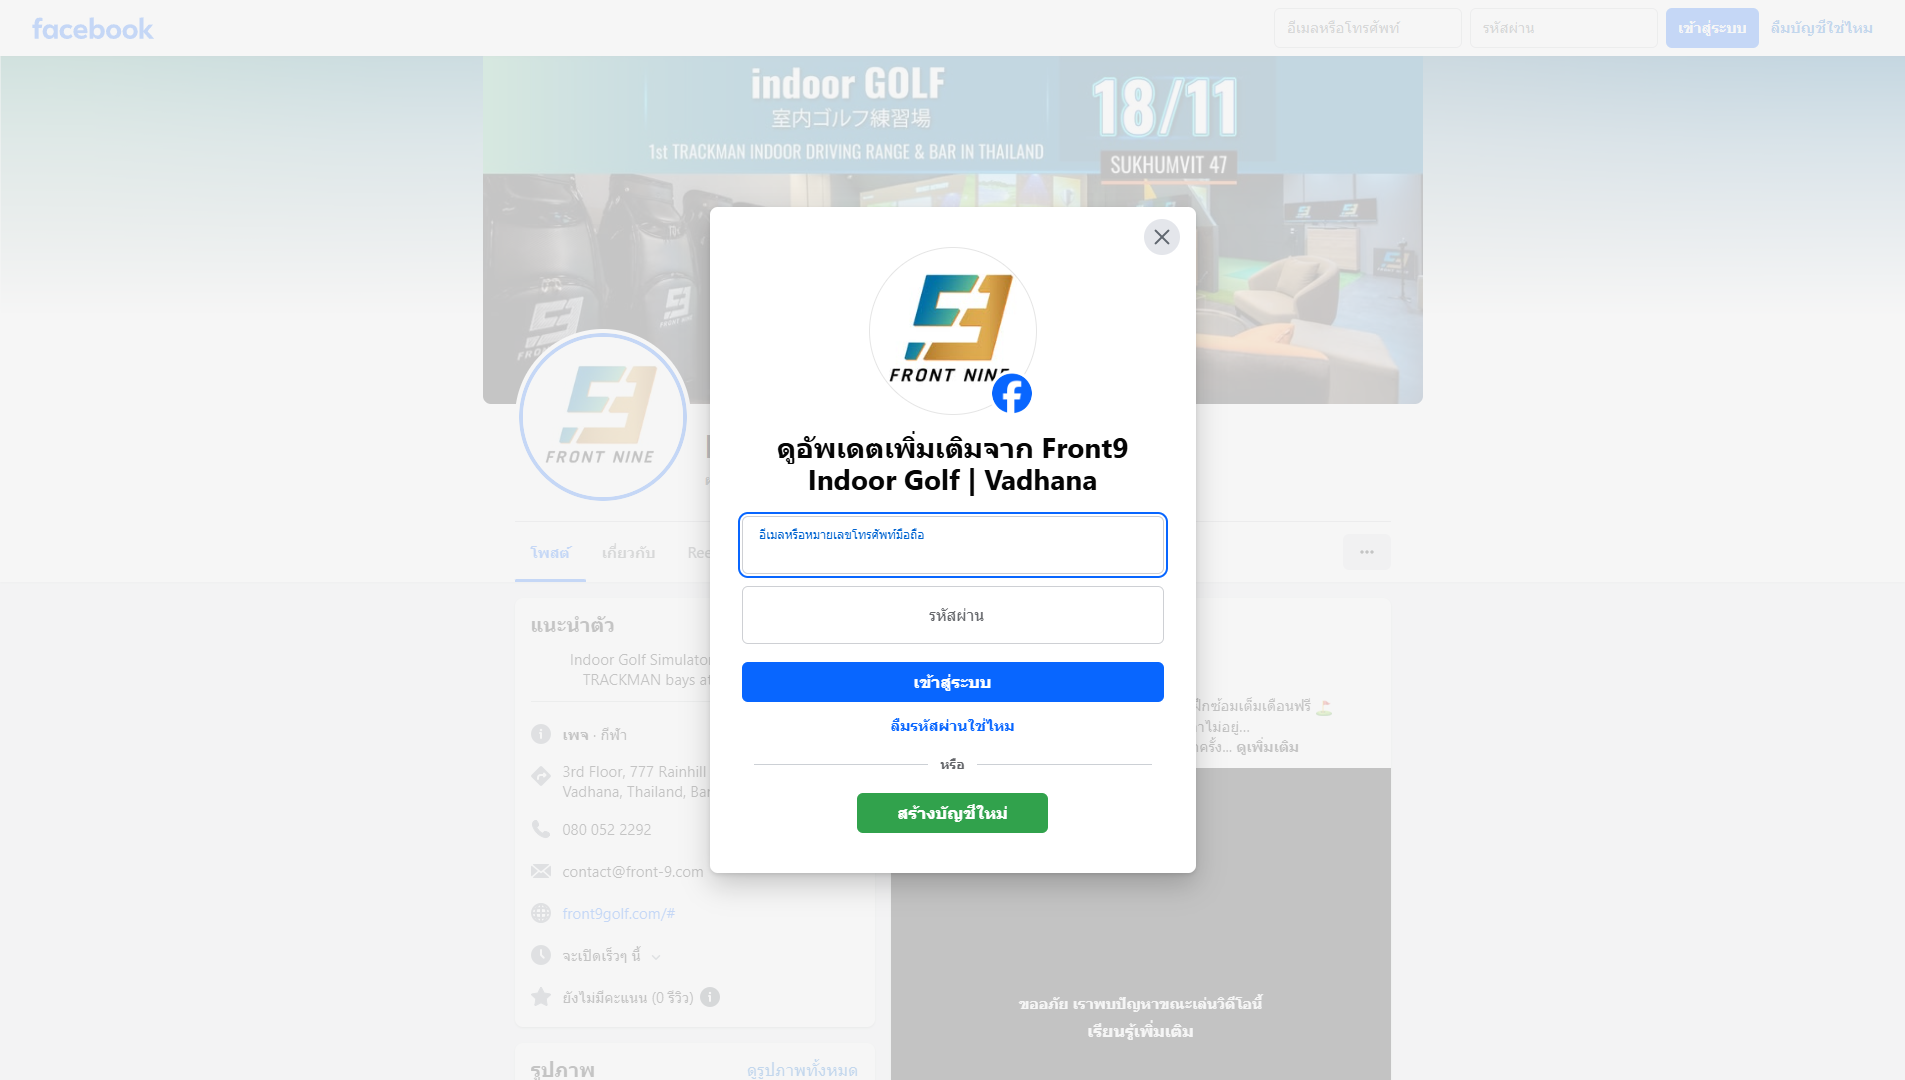 facebook
อีเมลหรือโทรศัพท์
รหัสผ่าน
เข้าสู่ระบบ
ลืมบัญชีใช่ไหม
indoor GOLF
室内ゴルフ練習場
1st TRACKMAN INDOOR DRIVING RANGE & BAR IN THAILAND
18/11
SUKHUMVIT 47
FRONT NINE
ดูอัพเดตเพิ่มเติมจาก Front9
Indoor Golf | Vadhana
อีเมลหรือหมายเลขโทรศัพท์มือถือ
รหัสผ่าน
เข้าสู่ระบบ
ลืมรหัสผ่านใช่ไหม
หรือ
สร้างบัญชีใหม่
FRONT NINE
โพสต์
เกี่ยวกับ
แนะนำตัว
Indoor Golf Simulator
TRACKMAN bays at
เพจ · กีฬา
3rd Floor, 777 Rainhill
Vadhana, Thailand,
080 052 2292
contact@front-9.com
front9golf.com/#
จะเปิดเร็วๆ นี้
ยังไม่มีคะแนน (0 รีวิว)
รูปภาพ
ดูรูปภาพทั้งหมด
ฝึกซ้อมเต็มเดือนฟรี
ไม่อยู่...
ครั้ง... ดูเพิ่มเติม
ขออภัย เราพบปัญหาขณะเล่นวิดีโอนี้
เรียนรู้เพิ่มเติม